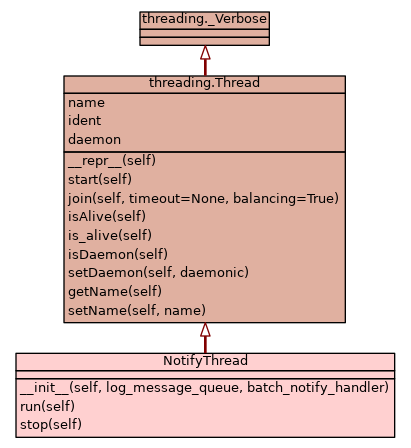 threading._Verbose
threading.Thread
name
ident
daemon
__repr__(self)
start(self)
join(self, timeout=None, balancing=True)
isAlive(self)
is_alive(self)
isDaemon(self)
setDaemon(self, daemonic)
getName(self)
setName(self, name)
NotifyThread
__init__(self, log_message_queue, batch_notify_handler)
run(self)
stop(self)